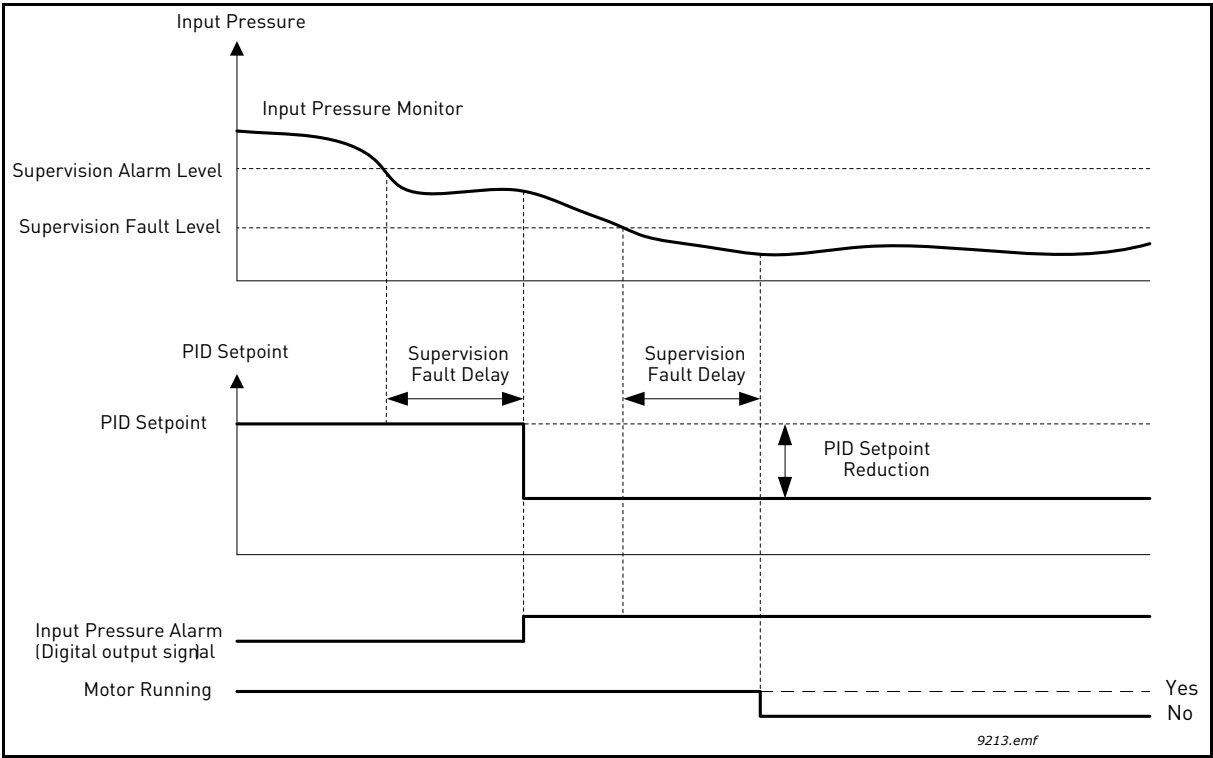 Input Pressure
Input Pressure Monitor
Supervision Alarm Level
Supervision Fault Level
PID Setpoint
Supervision
Fault Delay
Supervision
Fault Delay
PID Setpoint
PID Setpoint
Reduction
Input Pressure Alarm
(Digital output signal
Motor Running
Yes
No
9213.emf